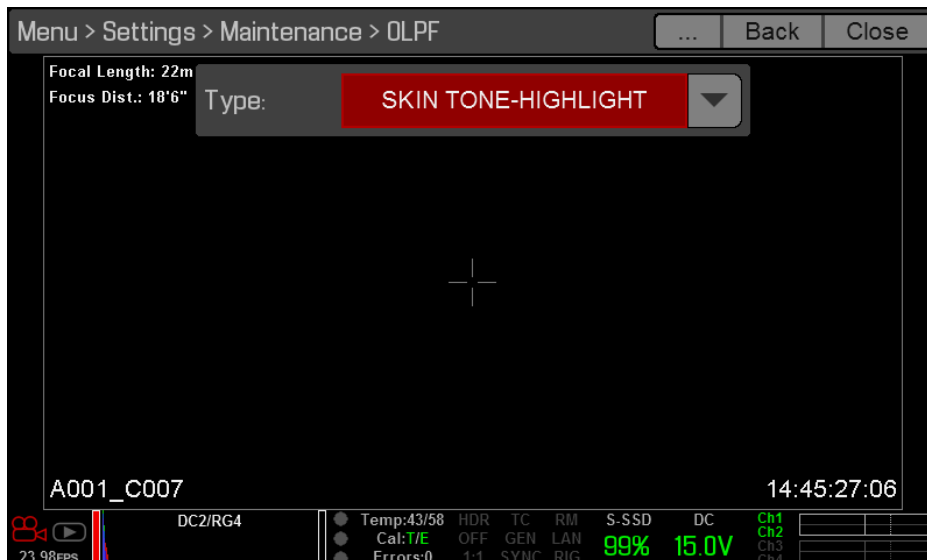 Menu > Settings > Maintenance > OLPF
... Back Close
Focal Length: 22m
Focus Dist.: 18'6"
Type: SKIN TONE-HIGHLIGHT
A001_C007 14:45:27:06
DC2/RG4 Temp:43/58 HDR TC RM S-SSD DC Ch1
Cal:T/E OFF GEN LAN 99% 15.0V Ch2
23.98FPS Errors:0 1:1 SYNC RIG Ch3
Ch4